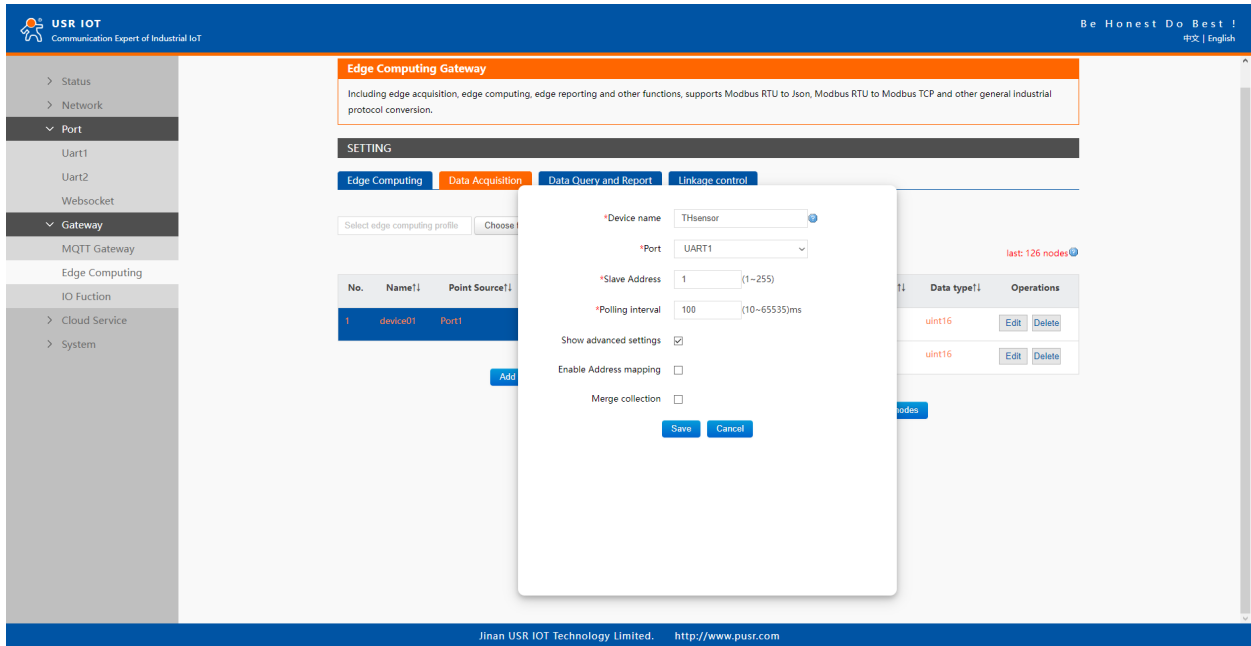 USR IOT
Communication Expert of Industrial IoT
Be Honest Do Best !
中文 | English
Status
Network
Port
Uart1
Uart2
Websocket
Gateway
MQTT Gateway
Edge Computing
IO Fuction
Cloud Service
System
Edge Computing Gateway
Including edge acquisition, edge computing, edge reporting and other functions, supports Modbus RTU to Json, Modbus RTU to Modbus TCP and other general industrial
protocol conversion.
SETTING
Edge Computing Data Acquisition Data Query and Report Linkage control
Select edge computing profile Choose
last: 126 nodes
No. Name↑↓ Point Source↑↓ ↑↓ Data type↑↓ Operations
1 device01 Port1 uint16 Edit Delete
uint16 Edit Delete
Add
nodes
*Device name THsensor
*Port UART1
*Slave Address 1 (1~255)
*Polling interval 100 (10~65535)ms
Show advanced settings
Enable Address mapping
Merge collection
Save Cancel
Jinan USR IOT Technology Limited. http://www.pusr.com